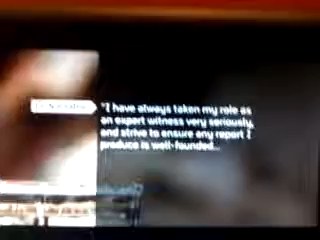 "I have always taken my role as
an expert witness very seriously,
and strive to ensure any report I
produce is well-founded...